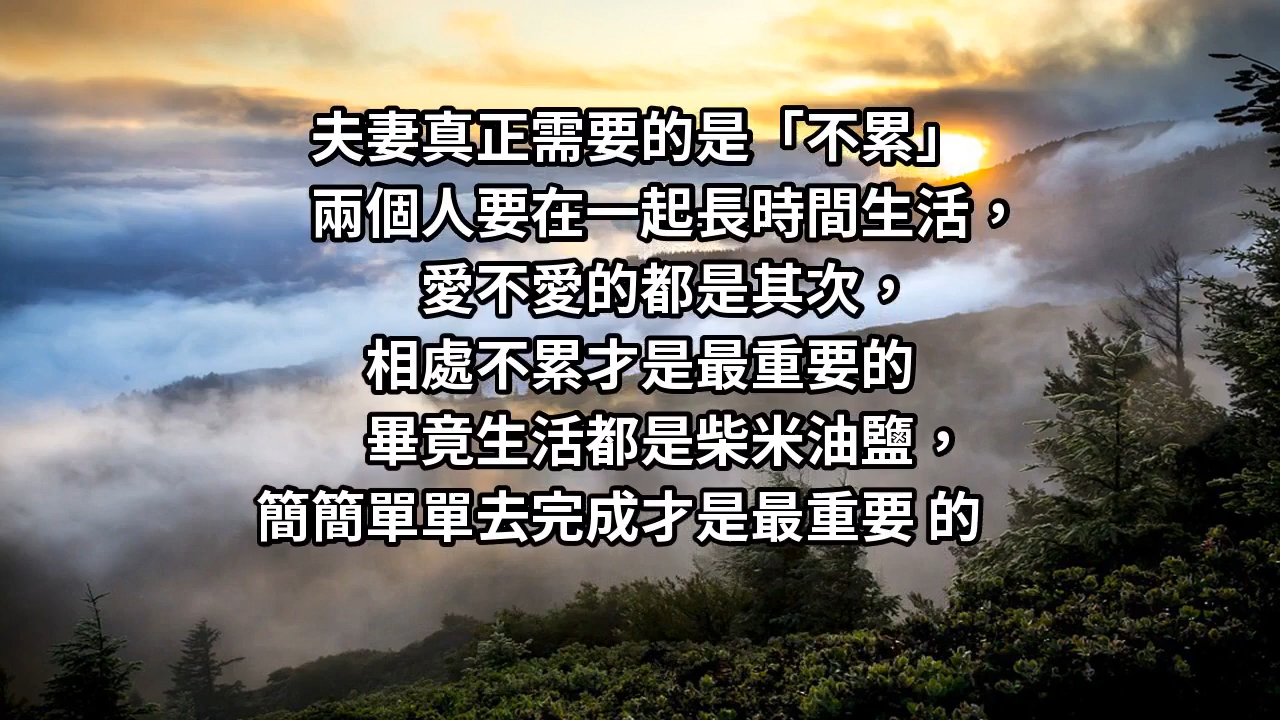 夫妻真正需要的是「不累」
兩個人要在一起長時間生活，
愛不愛的都是其次，
相處不累才是最重要的
畢竟生活都是柴米油鹽，
簡簡單單去完成才是最重要 的